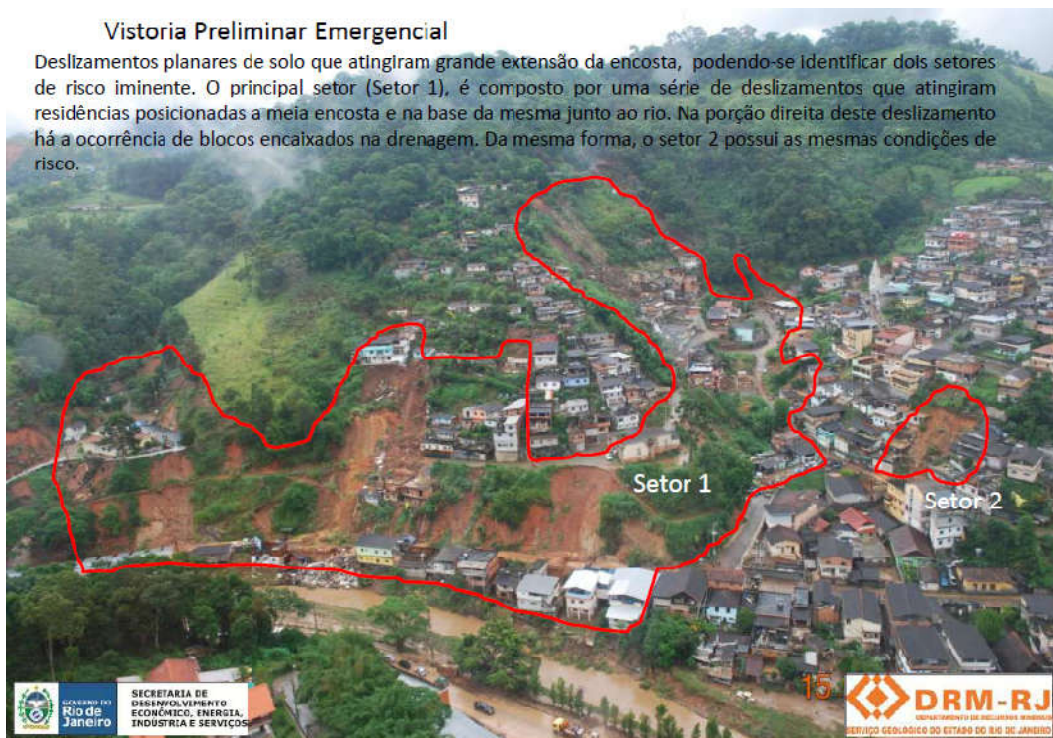 Vistoria Preliminar Emergencial
Deslizamentos planares de solo que atingiram grande extensão da encosta, podendo-se identificar dois setores
de risco iminente. O principal setor (Setor 1), é composto por uma série de deslizamentos que atingiram
residências posicionadas a meia encosta e na base da mesma junto ao rio. Na porção direita deste deslizamento
há a ocorrência de blocos encaixados na drenagem. Da mesma forma, o setor 2 possui as mesmas condições de
risco.
Setor 1
Setor 2
15
GOVERNO DO
Rio de
Janeiro
SECRETARIA DE
DESENVOLVIMENTO
ECONÔMICO, ENERGIA,
INDÚSTRIA E SERVIÇOS
DRM-RJ
DEPARTAMENTO DE RECURSOS MINERAIS
SERVIÇO GEOLÓGICO DO ESTADO DO RIO DE JANEIRO